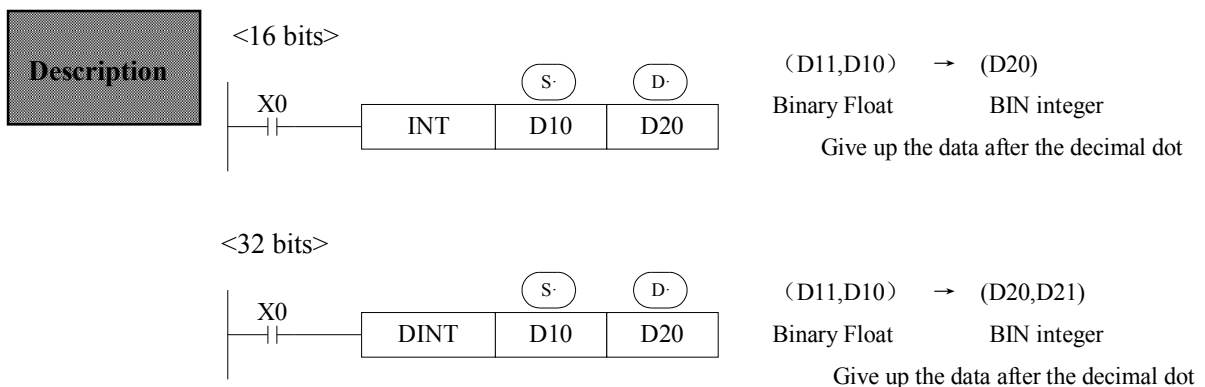 Description
<16 bits>
S· D·
X0
INT D10 D20
（D11,D10） → (D20)
Binary Float BIN integer
Give up the data after the decimal dot
<32 bits>
S· D·
X0
DINT D10 D20
（D11,D10） → (D20,D21)
Binary Float BIN integer
Give up the data after the decimal dot